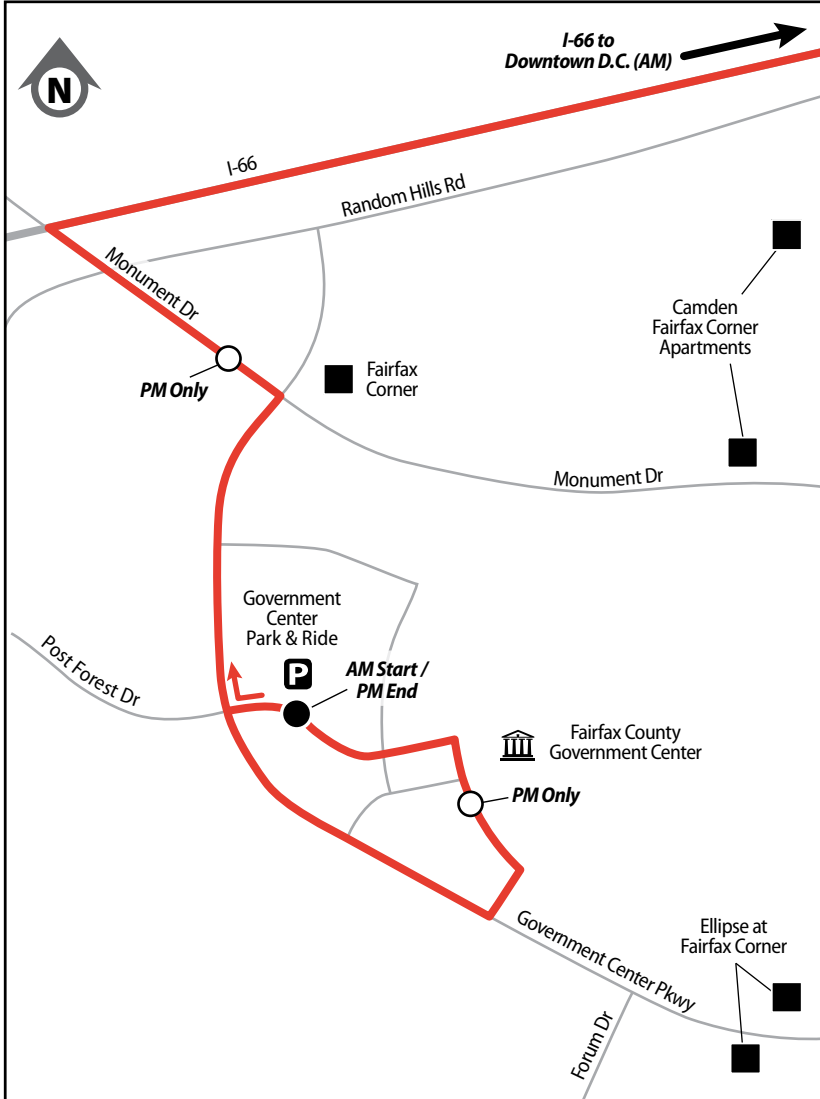 I-66 to
Downtown D.C. (AM)
N
I-66
Random Hills Rd
Monument Dr
Camden
Fairfax Corner
Apartments
PM Only
Fairfax
Corner
Monument Dr
Government
Center
Park & Ride
P
Post Forest Dr
AM Start /
PM End
Fairfax County
Government Center
PM Only
Government Center Pkwy
Ellipse at
Fairfax Corner
Forum Dr